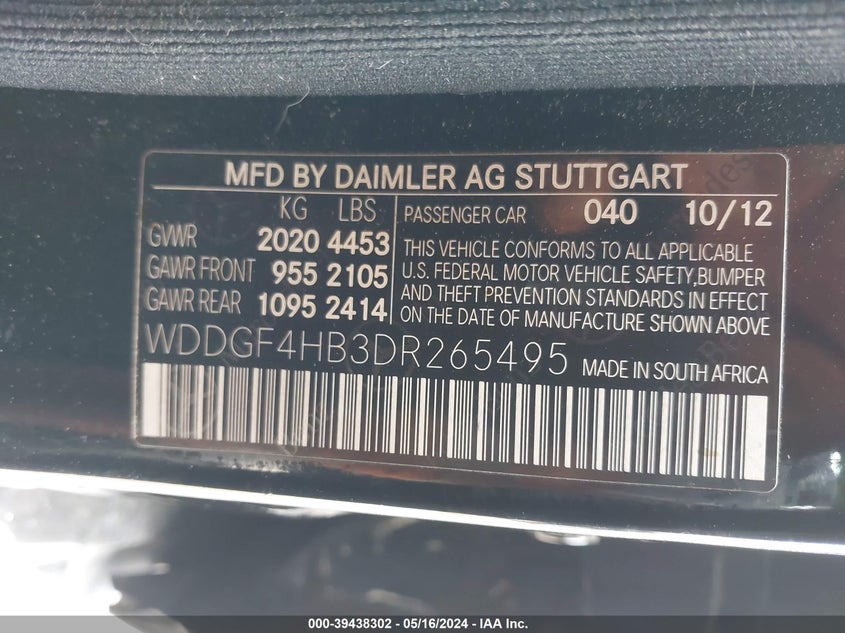 MFD BY DAIMLER AG STUTTGART
KG LBS
GVWR 2020 4453
GAWR FRONT 955 2105
GAWR REAR 1095 2414
PASSENGER CAR 040 10/12
THIS VEHICLE CONFORMS TO ALL APPLICABLE
U.S. FEDERAL MOTOR VEHICLE SAFETY,BUMPER
AND THEFT PREVENTION STANDARDS IN EFFECT
ON THE DATE OF MANUFACTURE SHOWN ABOVE
WDDGF4HB3DR265495 MADE IN SOUTH AFRICA
000-39438302 - 05/16/2024 - IAA Inc.